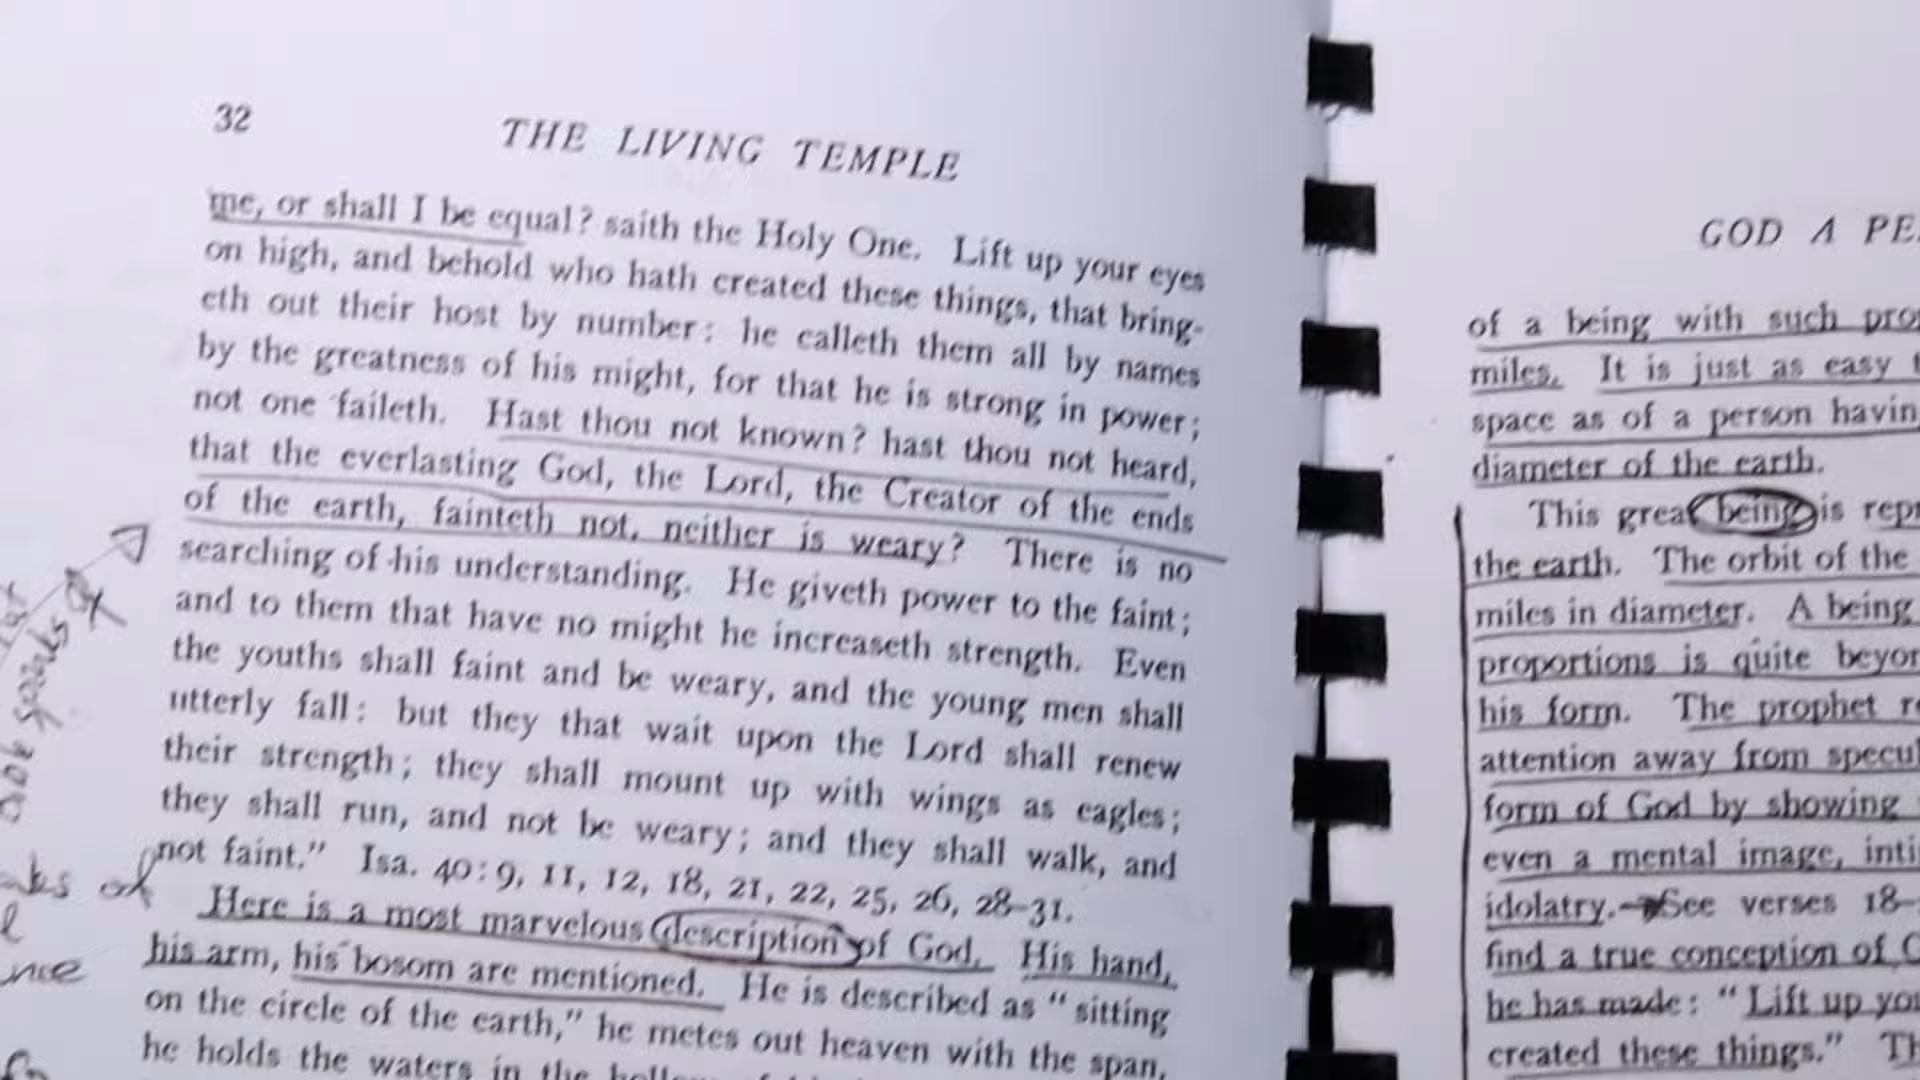 32
THE LIVING TEMPLE
me, or shall I be equal? saith the Holy One. Lift up your eyes
on high, and behold who hath created these things, that bring-
eth out their host by number: he calleth them all by names
by the greatness of his might, for that he is strong in power;
not one faileth. Hast thou not known? hast thou not heard,
that the everlasting God, the Lord, the Creator of the ends
of the earth, fainteth not, neither is weary? There is no
searching of his understanding. He giveth power to the faint;
and to them that have no might he increaseth strength. Even
the youths shall faint and be weary, and the young men shall
utterly fall: but they that wait upon the Lord shall renew
their strength; they shall mount up with wings as eagles;
they shall run, and not be weary; and they shall walk, and
not faint." Isa. 40:9, 11, 12, 18, 21, 22, 25, 26, 28-31.
Here is a most marvelous description of God. His hand,
his arm, his bosom are mentioned. He is described as "sitting
on the circle of the earth," he metes out heaven with the span,
he holds the waters in the
GOD A
of a being with such
miles. It is just as easy
space as of a person
diameter of the earth.
This great being is
the earth. The orbit of the
miles in diameter. A being
proportions is quite
his form. The prophet
attention away from
form of God by showing
even a mental image,
idolatry.—See verses 18-
find a true conception of
he has made: "Lift up
created these things."